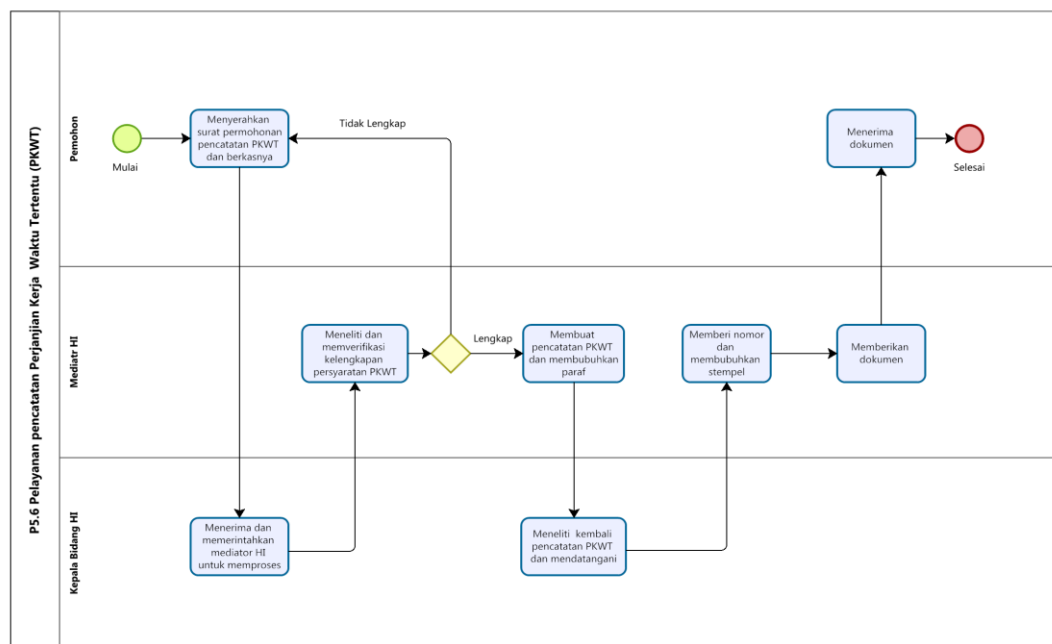 P5.6 Pelayanan pencatatan Perjanjian Kerja  Waktu Tertentu (PKWT)
Pemohon
Mulai
Menyerahkan
surat permohonan
pencatatan PKWT
dan berkasnya
Tidak Lengkap
Menerima
dokumen
Selesai
Mediatr HI
Meneliti dan
memverifikasi
kelengkapan
persyaratan PKWT
Lengkap
Membuat
pencatatan PKWT
dan membubuhkan
paraf
Memberi nomor
dan
membubuhkan
stempel
Memberikan
dokumen
Kepala Bidang HI
Menerima dan
memerintahkan
mediator HI
untuk memproses
Meneliti  kembali
pencatatan PKWT
dan mendatangani